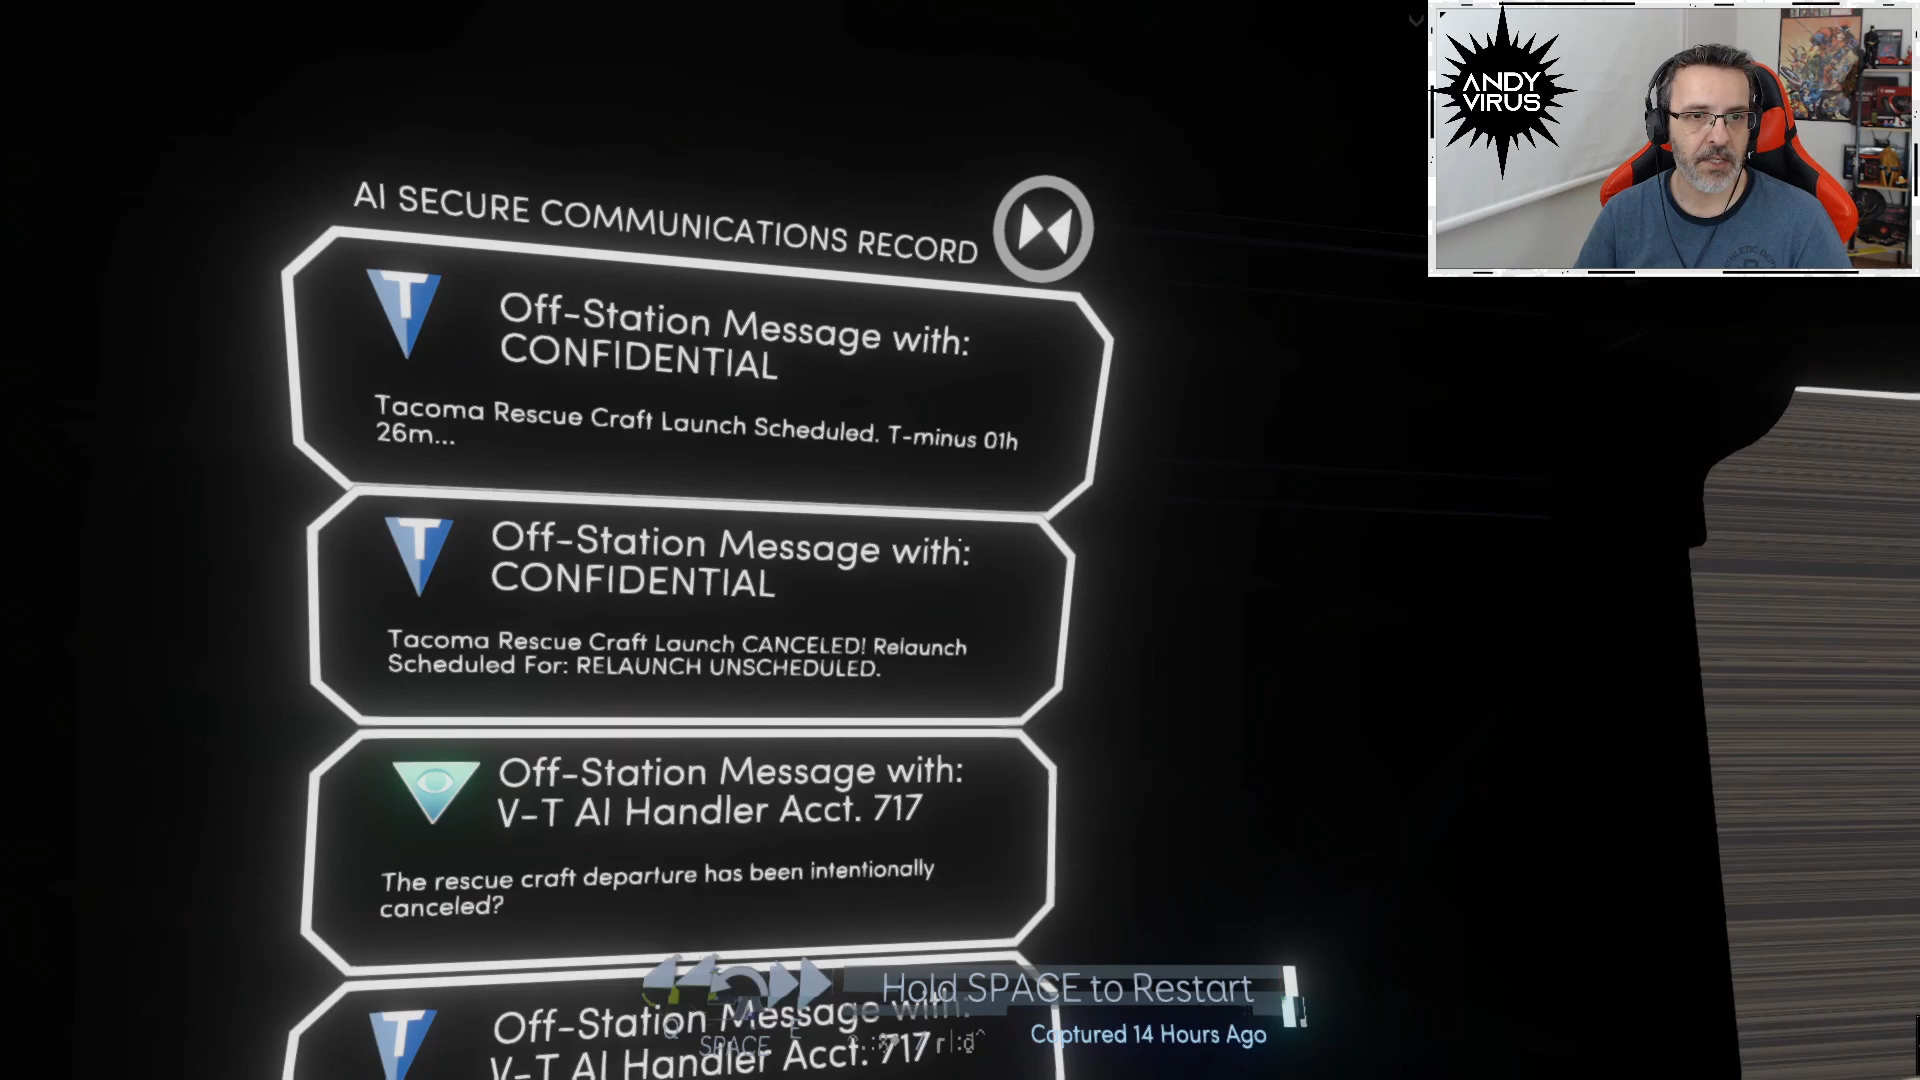 ANDY
VIRUS
AI SECURE COMMUNICATIONS RECORD
T
Off-Station Message with:
CONFIDENTIAL
Tacoma Rescue Craft Launch Scheduled. T-minus 01h
26m...
T
Off-Station Message with:
CONFIDENTIAL
Tacoma Rescue Craft Launch CANCELED! Relaunch
Scheduled For: RELAUNCH UNSCHEDULED.
Off-Station Message with:
V-T AI Handler Acct. 717
The rescue craft departure has been intentionally
canceled?
Hold SPACE to Restart
T
Off-Station Message with:
V-T AI Handler Acct. 717
Q SPACE E
Captured 14 Hours Ago